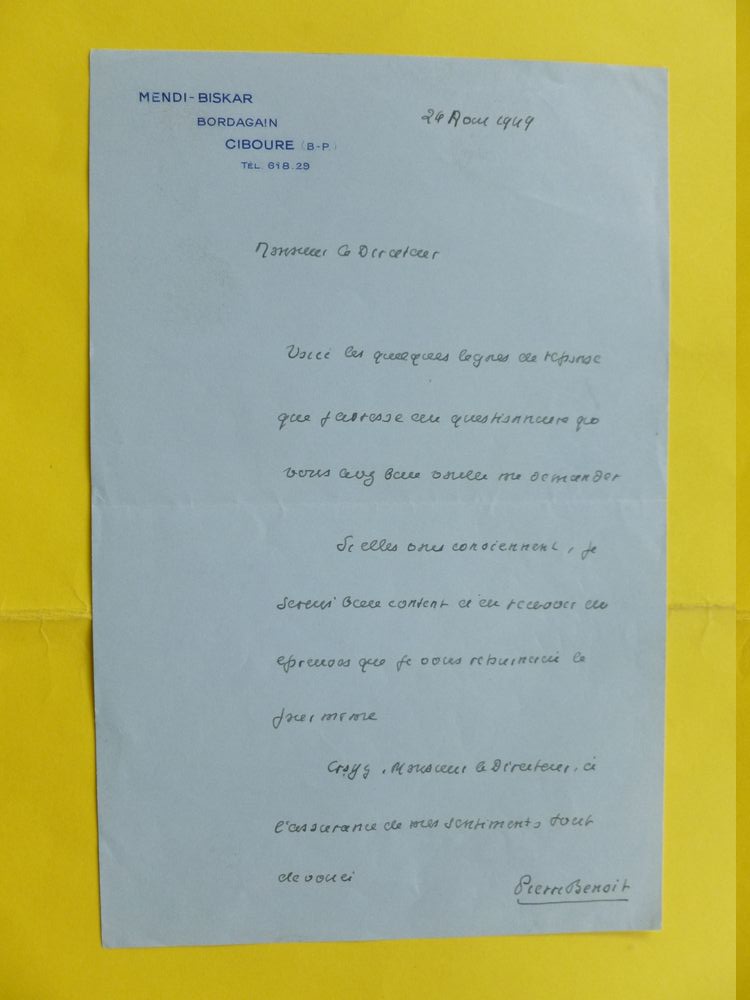 MENDI-BISKAR
BORDAGAIN
CIBOURE (B-P.)
TÉL. 618.29
Août 1949
Monsieur le Directeur
Voici les quelques lignes de réponse
que j'adresse au questionnaire que
vous avez bien voulu me demander
Si elles vous conviennent, je
serais bien content d'en recevoir les
épreuves que je vous retournerai le
jour même
Croyez, Monsieur le Directeur, à
l'assurance de mes sentiments tout
dévoués
Pierre Benoit